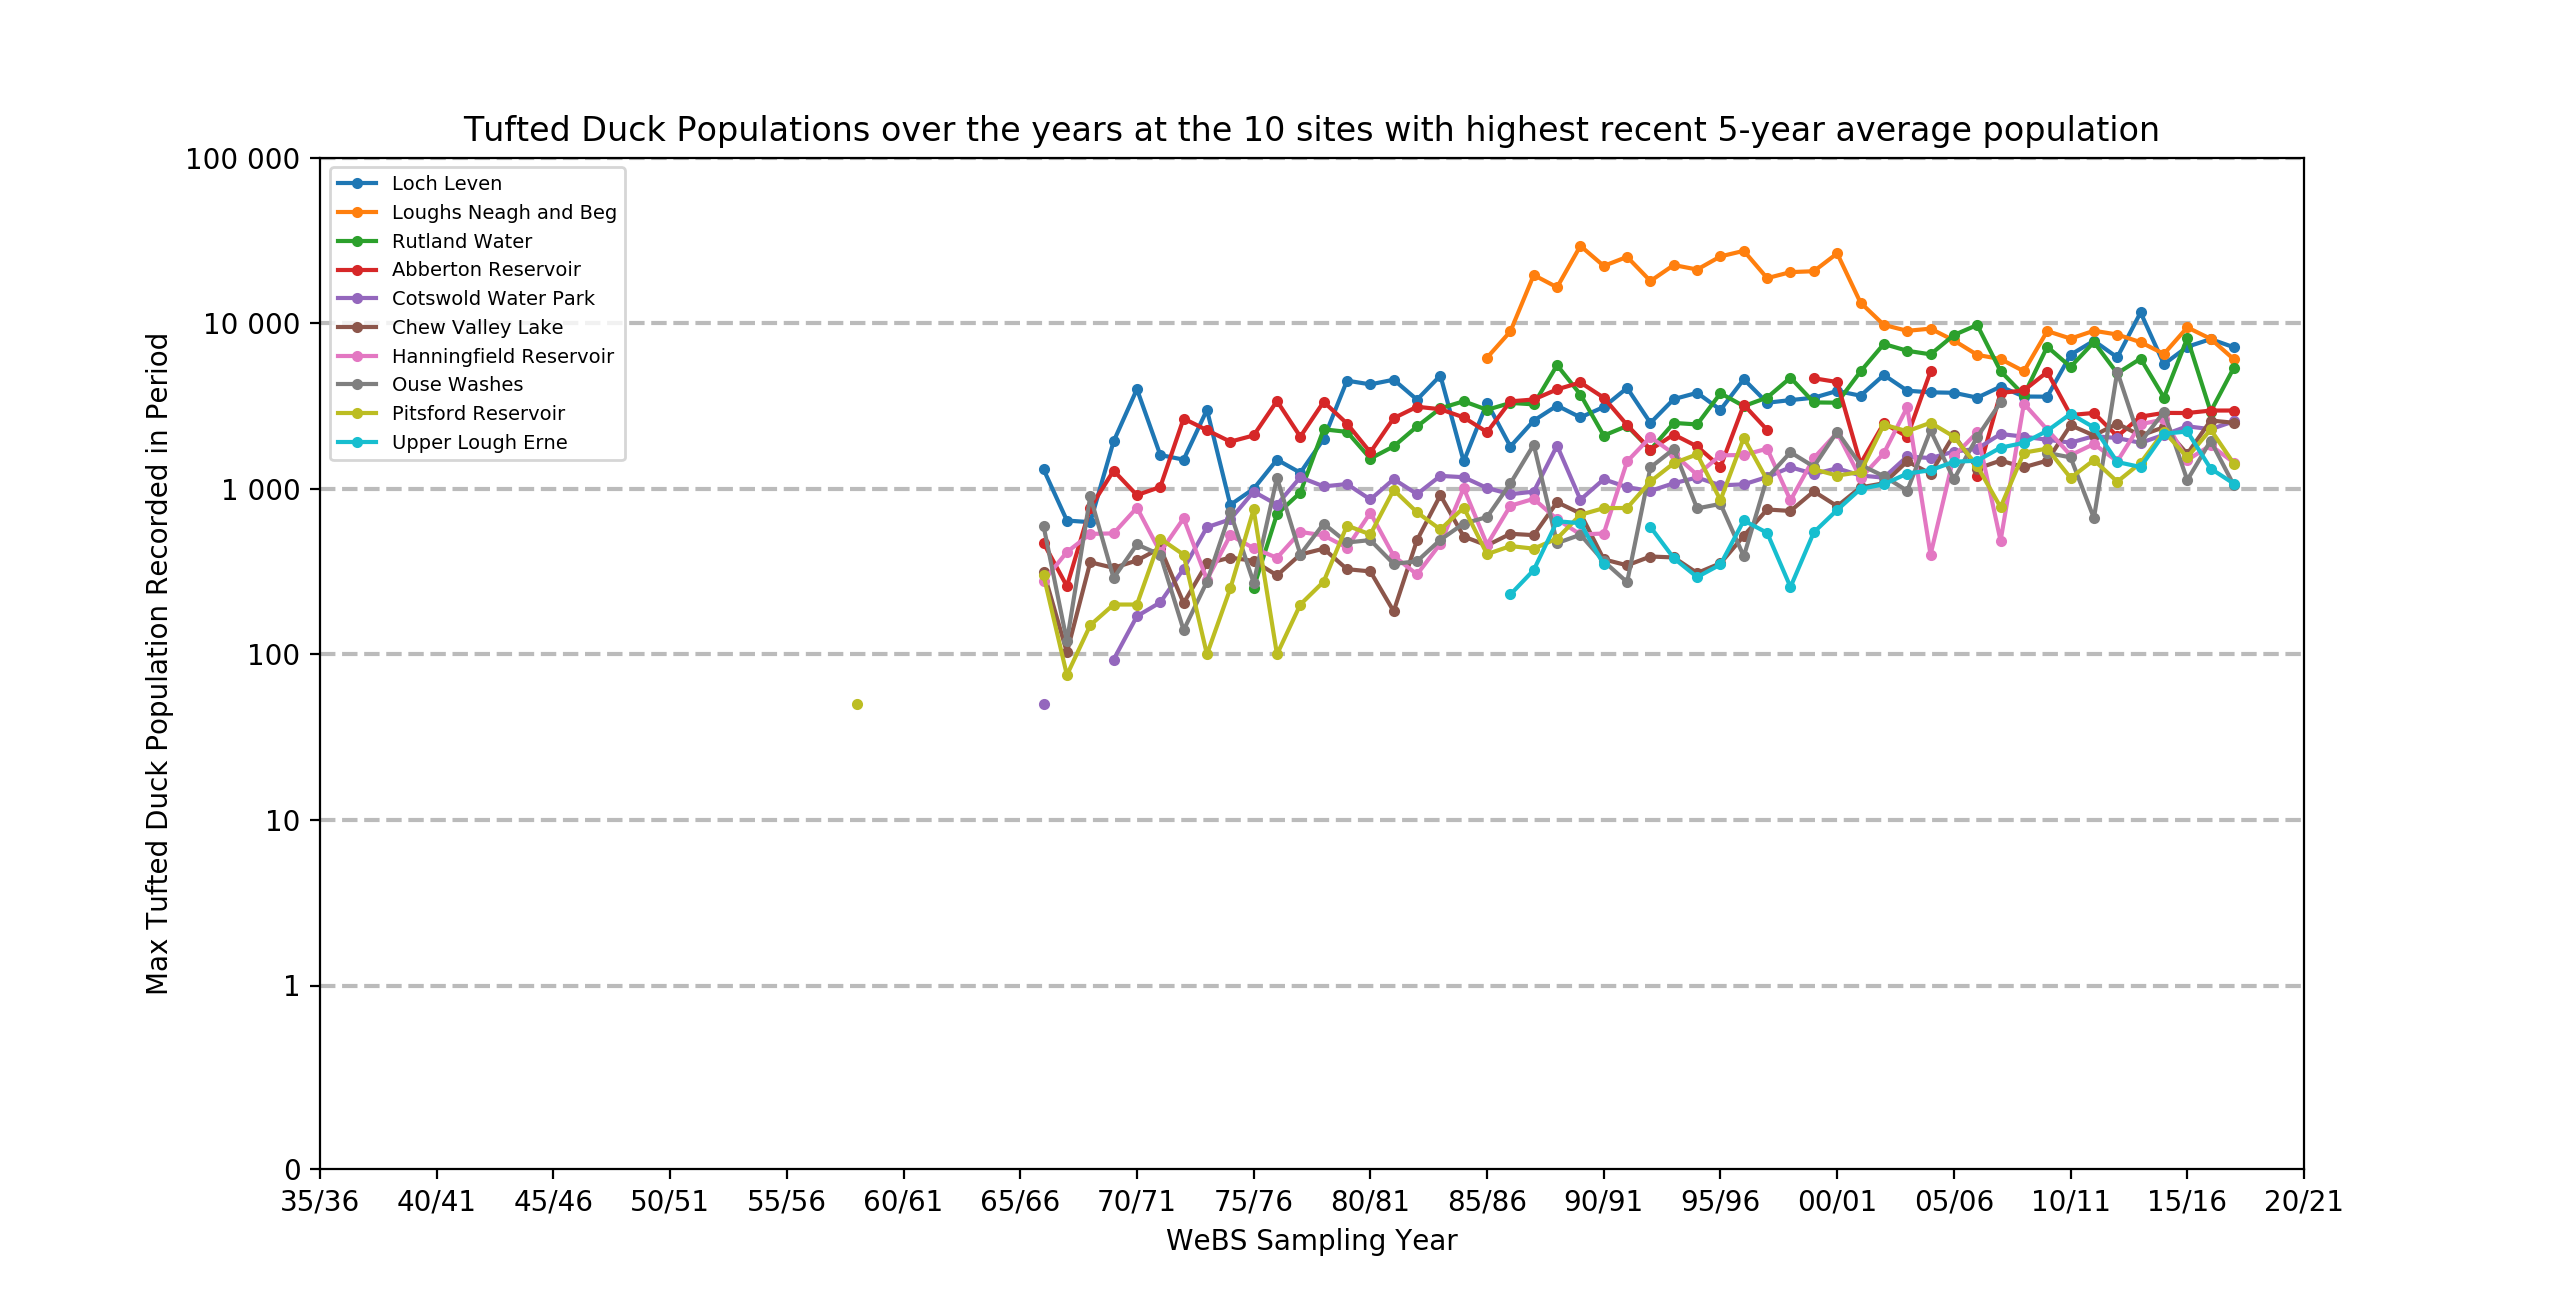 Tufted Duck Populations over the years at the 10 sites with highest recent 5-year average population
100 000
10 000
1 000
100
10
1
0
Max Tufted Duck Population Recorded in Period
Loch Leven
Loughs Neagh and Beg
Rutland Water
Abberton Reservoir
Cotswold Water Park
Chew Valley Lake
Hanningfield Reservoir
Ouse Washes
Pitsford Reservoir
Upper Lough Erne
35/36 40/41 45/46 50/51 55/56 60/61 65/66 70/71 75/76 80/81 85/86 90/91 95/96 00/01 05/06 10/11 15/16 20/21
WeBS Sampling Year